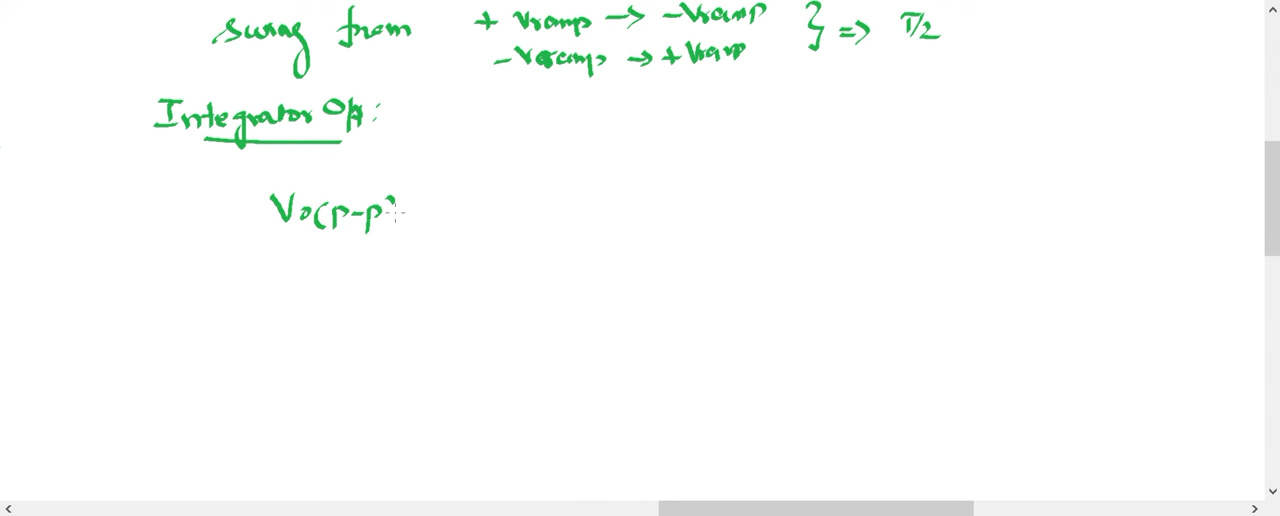 Swing from + Vramp → -Vramp } => T/2
-Vramp → + Vramp
Integrator O/p:
Vo(p-p)